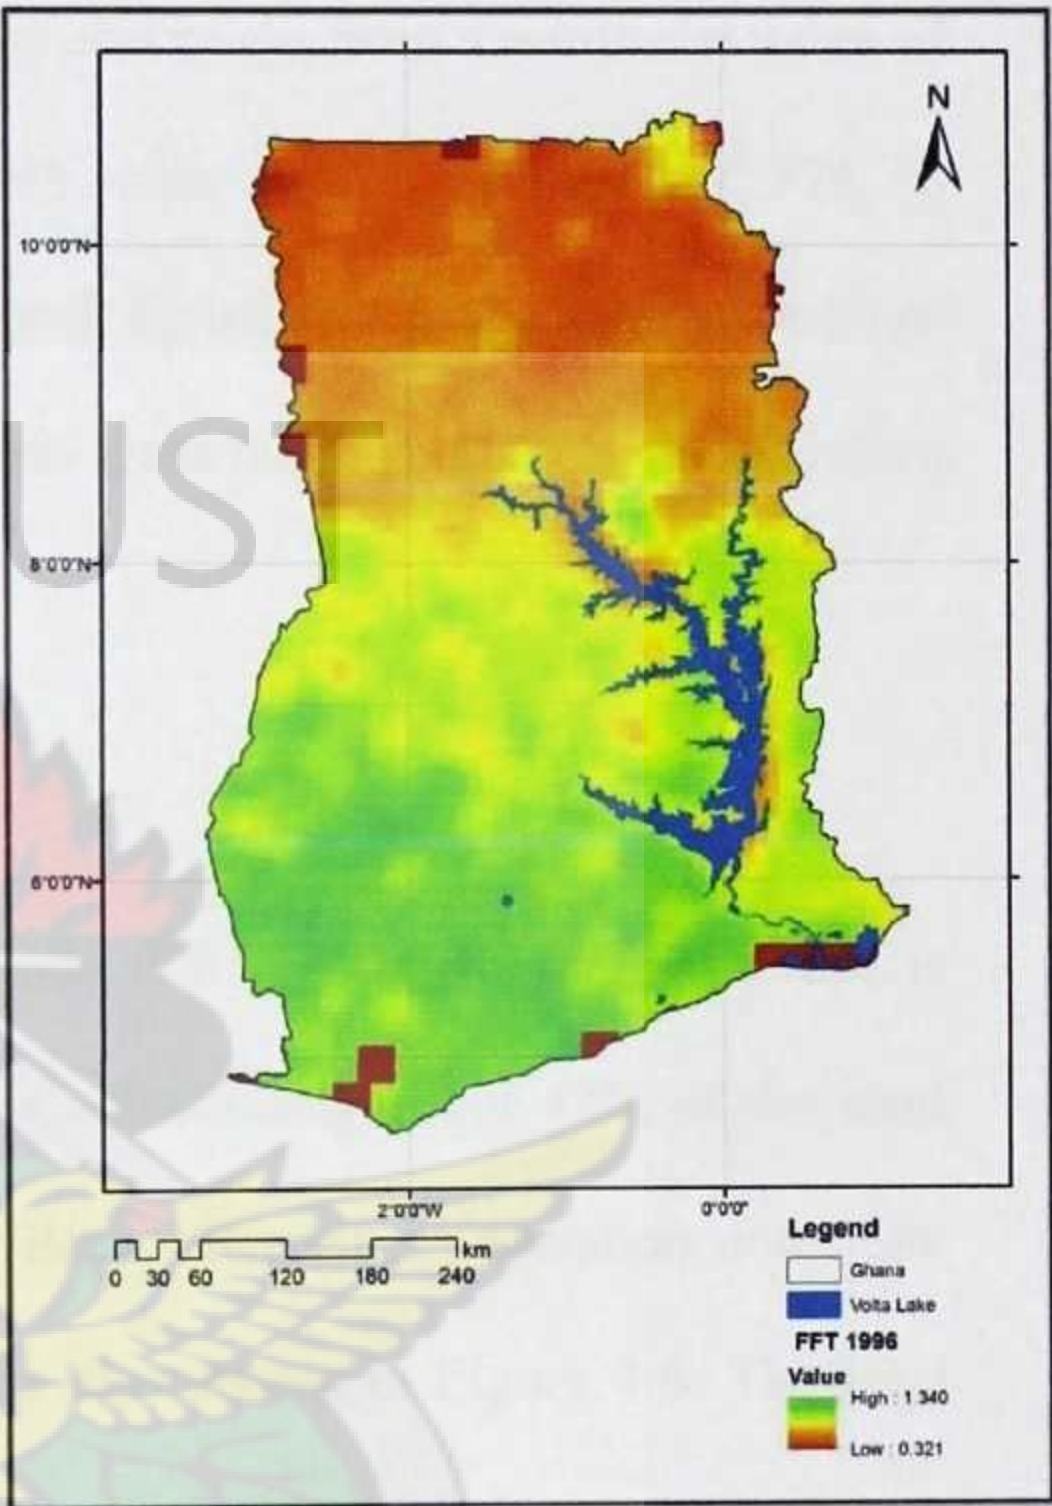 N
10°0'0"N
UST
8°0'0"N
6°0'0"N
2°0'0"W
0°0'0"
km
0 30 60 120 180 240
Legend
Ghana
Volta Lake
FFT 1996
Value
High : 1.340
Low : 0.321